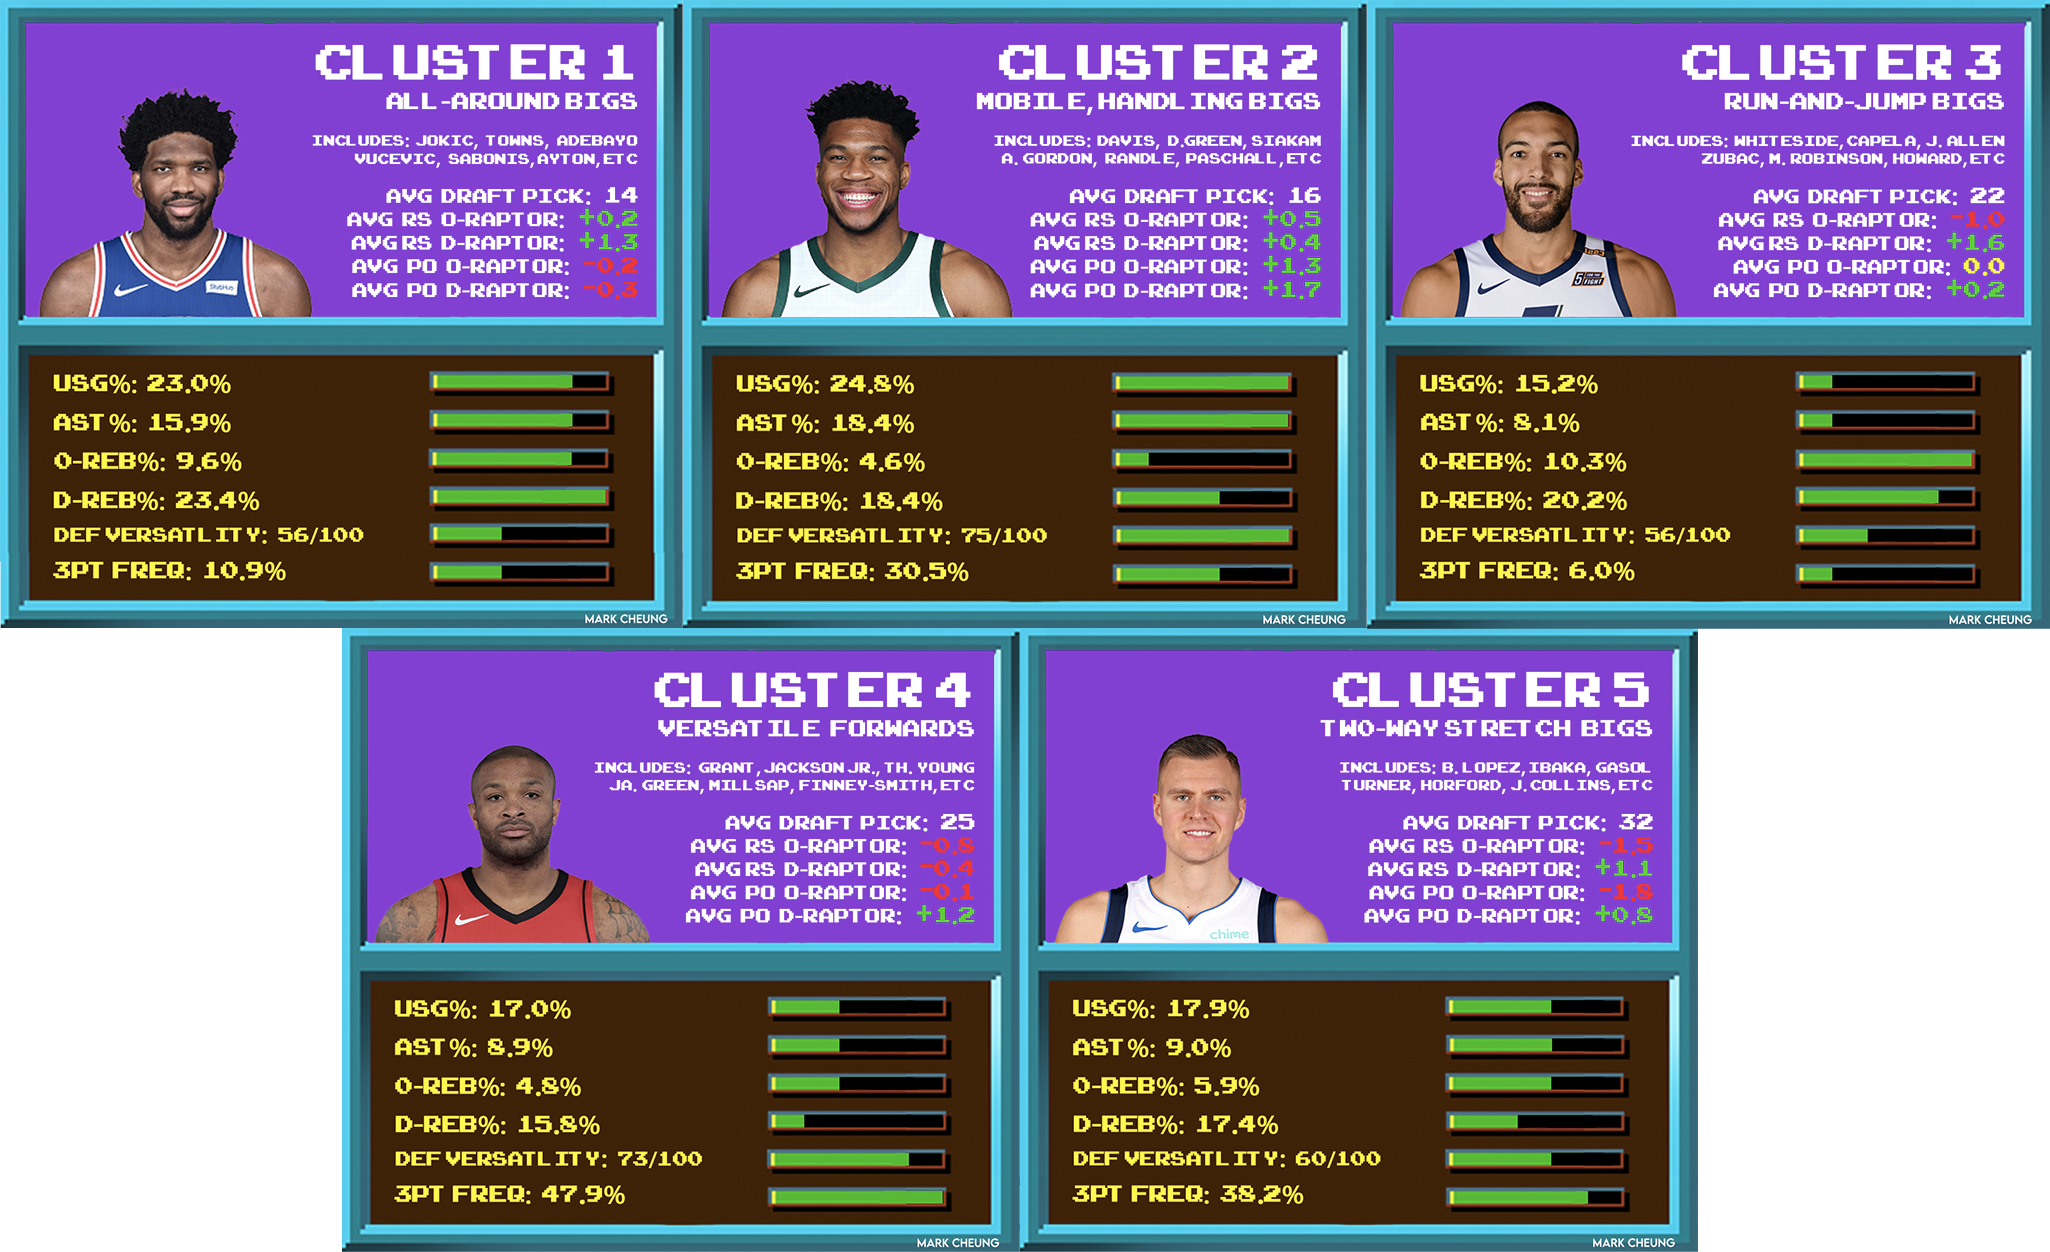 CLUSTER 1
ALL-AROUND BIGS
INCLUDES: JOKIC, TOWNS, ADEBAYO
VUCEVIC, SABONIS, AYTON, ETC
AVG DRAFT PICK: 14
AVG RS O-RAPTOR: +0.2
AVG RS D-RAPTOR: +1.3
AVG PO O-RAPTOR: -0.2
AVG PO D-RAPTOR: -0.3
StubHub
USG%: 23.0%
AST%: 15.9%
O-REB%: 9.6%
D-REB%: 23.4%
DEF VERSATLITY: 56/100
3PT FREQ: 10.9%
MARK CHEUNG
CLUSTER 2
MOBILE, HANDLING BIGS
INCLUDES: DAVIS, D.GREEN, SIAKAM
A. GORDON, RANDLE, PASCHALL, ETC
AVG DRAFT PICK: 16
AVG RS O-RAPTOR: +0.5
AVG RS D-RAPTOR: +0.4
AVG PO O-RAPTOR: +1.3
AVG PO D-RAPTOR: +1.7
USG%: 24.8%
AST%: 18.4%
O-REB%: 4.6%
D-REB%: 18.4%
DEF VERSATLITY: 75/100
3PT FREQ: 30.5%
MARK CHEUNG
CLUSTER 3
RUN-AND-JUMP BIGS
INCLUDES: WHITESIDE, CAPELA, J. ALLEN
ZUBAC, M. ROBINSON, HOWARD, ETC
AVG DRAFT PICK: 22
AVG RS O-RAPTOR: -1.0
AVG RS D-RAPTOR: +1.6
AVG PO O-RAPTOR: 0.0
AVG PO D-RAPTOR: +0.2
5 FOR THE FIGHT
USG%: 15.2%
AST%: 8.1%
O-REB%: 10.3%
D-REB%: 20.2%
DEF VERSATLITY: 56/100
3PT FREQ: 6.0%
MARK CHEUNG
CLUSTER 4
VERSATILE FORWARDS
INCLUDES: GRANT, JACKSON JR., TH. YOUNG
JA. GREEN, MILLSAP, FINNEY-SMITH, ETC
AVG DRAFT PICK: 25
AVG RS O-RAPTOR: -0.8
AVG RS D-RAPTOR: -0.4
AVG PO O-RAPTOR: -0.1
AVG PO D-RAPTOR: +1.2
USG%: 17.0%
AST%: 8.9%
O-REB%: 4.8%
D-REB%: 15.8%
DEF VERSATLITY: 73/100
3PT FREQ: 47.9%
MARK CHEUNG
CLUSTER 5
TWO-WAY STRETCH BIGS
INCLUDES: B. LOPEZ, IBAKA, GASOL
TURNER, HORFORD, J. COLLINS, ETC
AVG DRAFT PICK: 32
AVG RS O-RAPTOR: -1.5
AVG RS D-RAPTOR: +1.1
AVG PO O-RAPTOR: -1.8
AVG PO D-RAPTOR: +0.8
chime
USG%: 17.9%
AST%: 9.0%
O-REB%: 5.9%
D-REB%: 17.4%
DEF VERSATLITY: 60/100
3PT FREQ: 38.2%
MARK CHEUNG